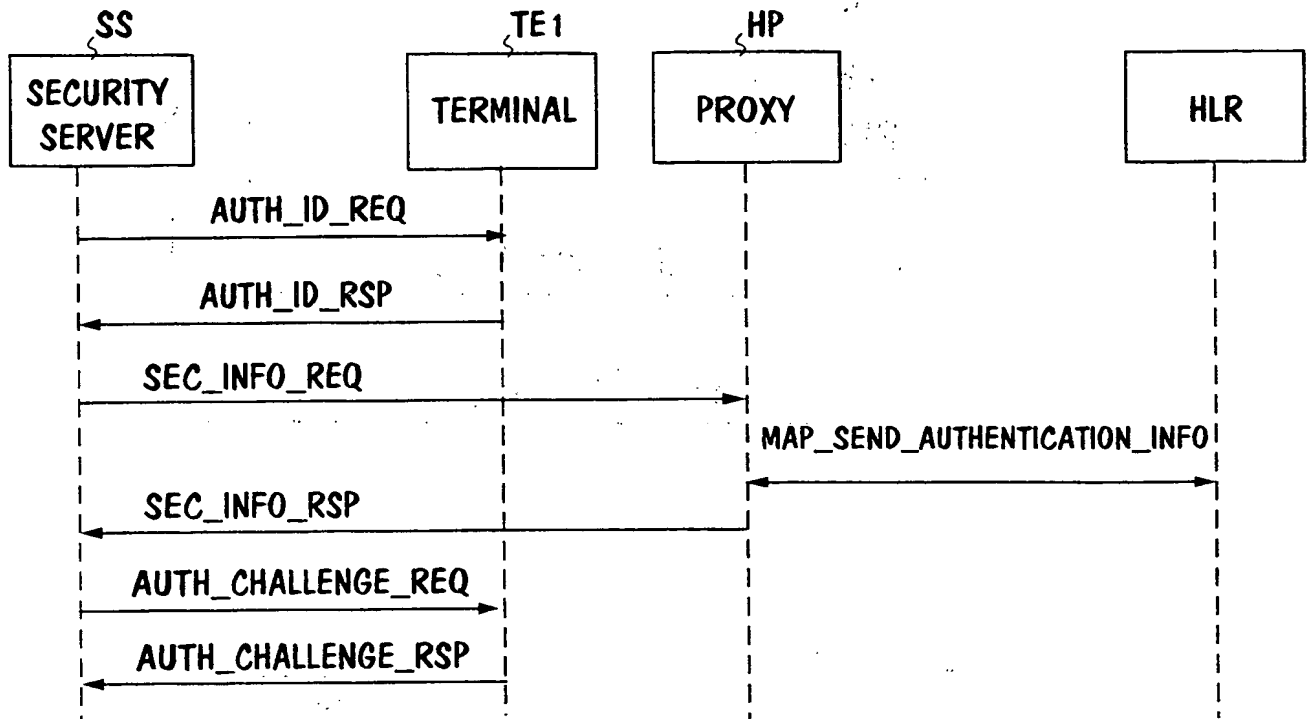 SS
TE1
HP
SECURITY
SERVER
TERMINAL
PROXY
HLR
AUTH_ID_REQ
AUTH_ID_RSP
SEC_INFO_REQ
MAP_SEND_AUTHENTICATION_INFO
SEC_INFO_RSP
AUTH_CHALLENGE_REQ
AUTH_CHALLENGE_RSP